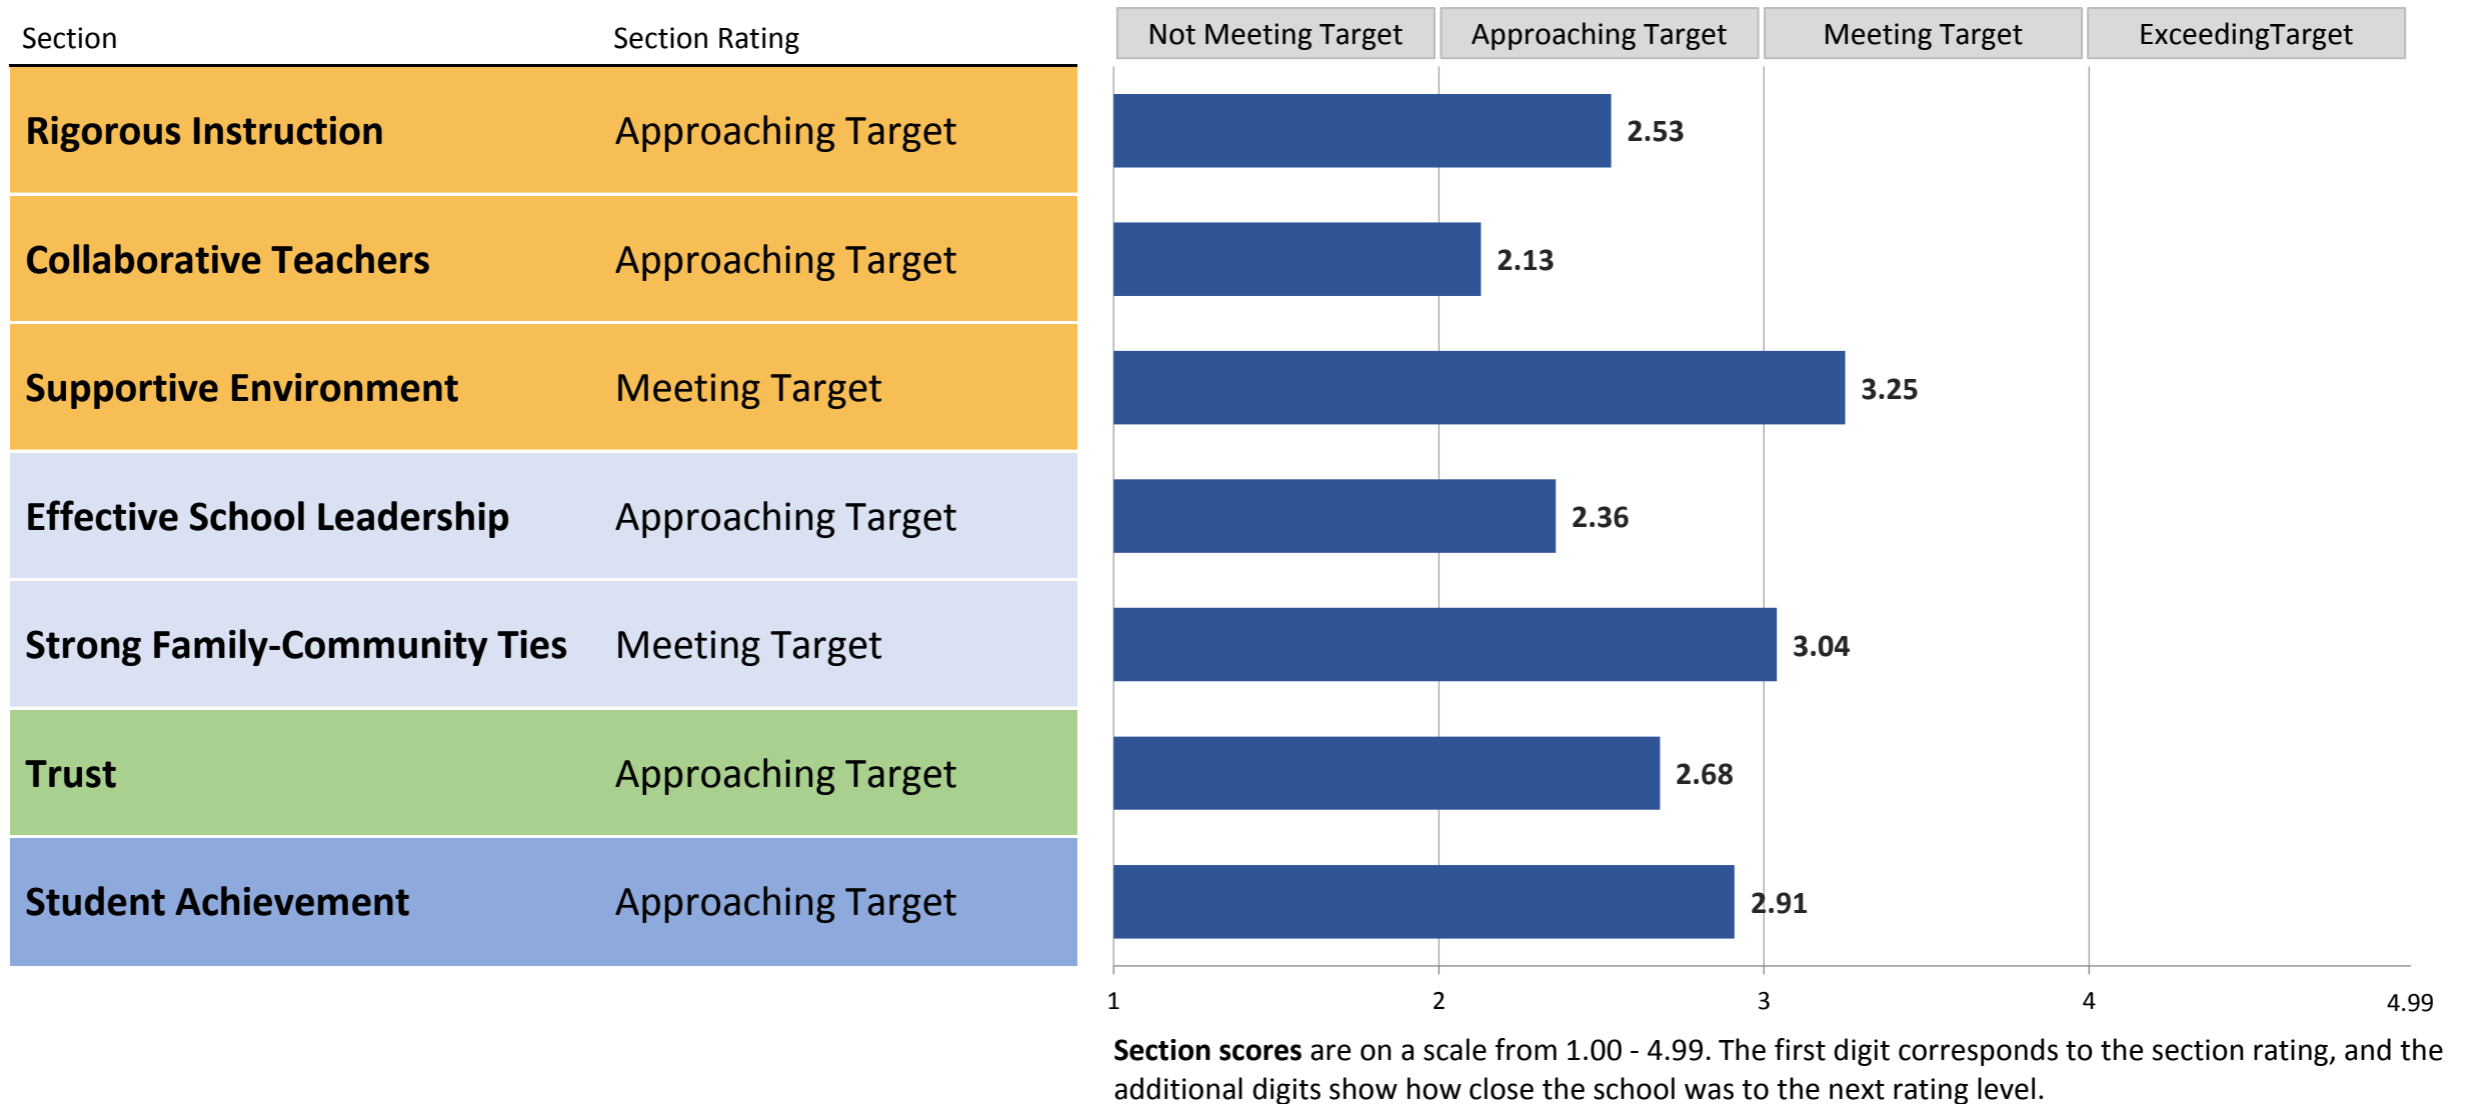 Section Section Rating Not Meeting Target Approaching Target Meeting Target ExceedingTarget
Rigorous Instruction Approaching Target 2.53
Collaborative Teachers Approaching Target 2.13
Supportive Environment Meeting Target 3.25
Effective School Leadership Approaching Target 2.36
Strong Family-Community Ties Meeting Target 3.04
Trust Approaching Target 2.68
Student Achievement Approaching Target 2.91
1 2 3 4 4.99
Section scores are on a scale from 1.00 - 4.99. The first digit corresponds to the section rating, and the
additional digits show how close the school was to the next rating level.